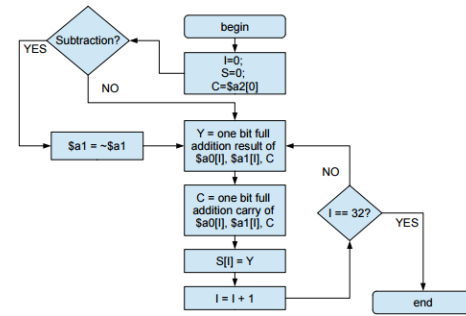 begin
I=0;
S=0;
C=$a2[0]
Subtraction?
YES
NO
$a1 = ~$a1
Y = one bit full
addition result of
$a0[I], $a1[I], C
C = one bit full
addition carry of
$a0[I], $a1[I], C
S[I] = Y
I = I + 1
I == 32?
NO
YES
end